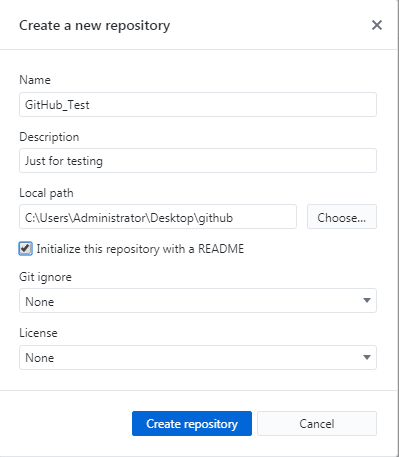 Create a new repository
Name
GitHub_Test
Description
Just for testing
Local path
C:\Users\Administrator\Desktop\github
Choose...
Initialize this repository with a README
Git ignore
None
License
None
Create repository
Cancel